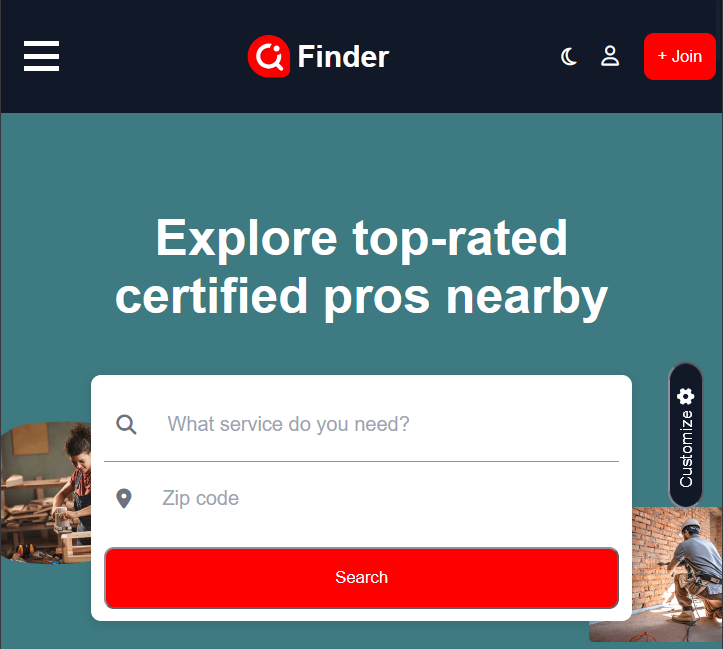 Finder
+ Join
Explore top-rated
certified pros nearby
What service do you need?
Zip code
Search
Customize